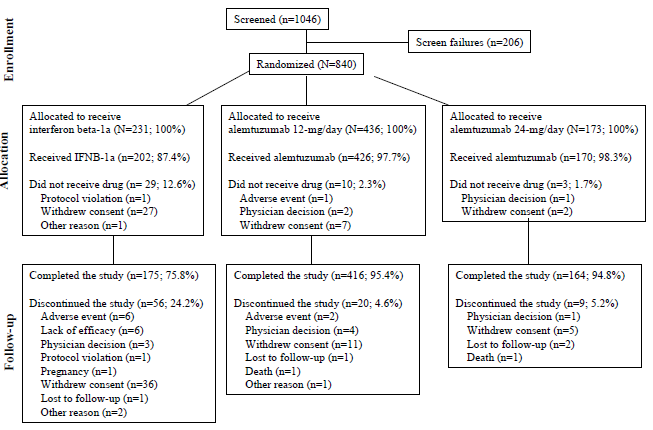 Enrollment
Screened (n=1046)
Screen failures (n=206)
Randomized (N=840)
Allocation
Allocated to receive
interferon beta-1a (N=231; 100%)
Received IFNB-1a (n=202; 87.4%)
Did not receive drug (n= 29; 12.6%)
Protocol violation (n=1)
Withdrew consent (n=27)
Other reason (n=1)
Allocated to receive
alemtuzumab 12-mg/day (N=436; 100%)
Received alemtuzumab (n=426; 97.7%)
Did not receive drug (n=10; 2.3%)
Adverse event (n=1)
Physician decision (n=2)
Withdrew consent (n=7)
Allocated to receive
alemtuzumab 24-mg/day (N=173; 100%)
Received alemtuzumab (n=170; 98.3%)
Did not receive drug (n=3; 1.7%)
Physician decision (n=1)
Withdrew consent (n=2)
Follow-up
Completed the study (n=175; 75.8%)
Discontinued the study (n=56; 24.2%)
Adverse event (n=6)
Lack of efficacy (n=6)
Physician decision (n=3)
Protocol violation (n=1)
Pregnancy (n=1)
Withdrew consent (n=36)
Lost to follow-up (n=1)
Other reason (n=2)
Completed the study (n=416; 95.4%)
Discontinued the study (n=20; 4.6%)
Adverse event (n=2)
Physician decision (n=4)
Withdrew consent (n=11)
Lost to follow-up (n=1)
Death (n=1)
Other reason (n=1)
Completed the study (n=164; 94.8%)
Discontinued the study (n=9; 5.2%)
Physician decision (n=1)
Withdrew consent (n=5)
Lost to follow-up (n=2)
Death (n=1)